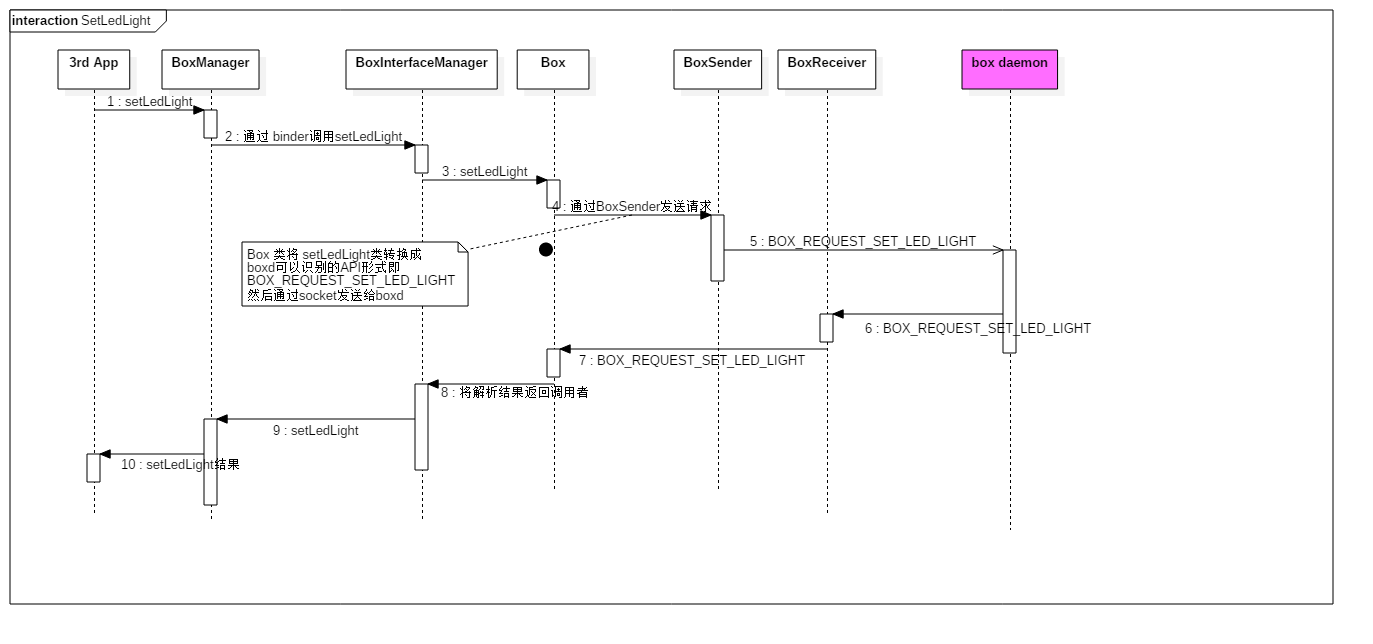 interaction SetLedLight
3rd App
BoxManager
BoxInterfaceManager
Box
BoxSender
BoxReceiver
box daemon
1 : setLedLight
2 : 通过 binder调用setLedLight
3 : setLedLight
4 : 通过BoxSender发送请求
5 : BOX_REQUEST_SET_LED_LIGHT
Box 类将 setLedLight类转换成
boxd可以识别的API形式即
BOX_REQUEST_SET_LED_LIGHT
然后通过socket发送给boxd
6 : BOX_REQUEST_SET_LED_LIGHT
7 : BOX_REQUEST_SET_LED_LIGHT
8 : 将解析结果返回调用者
9 : setLedLight
10 : setLedLight结果